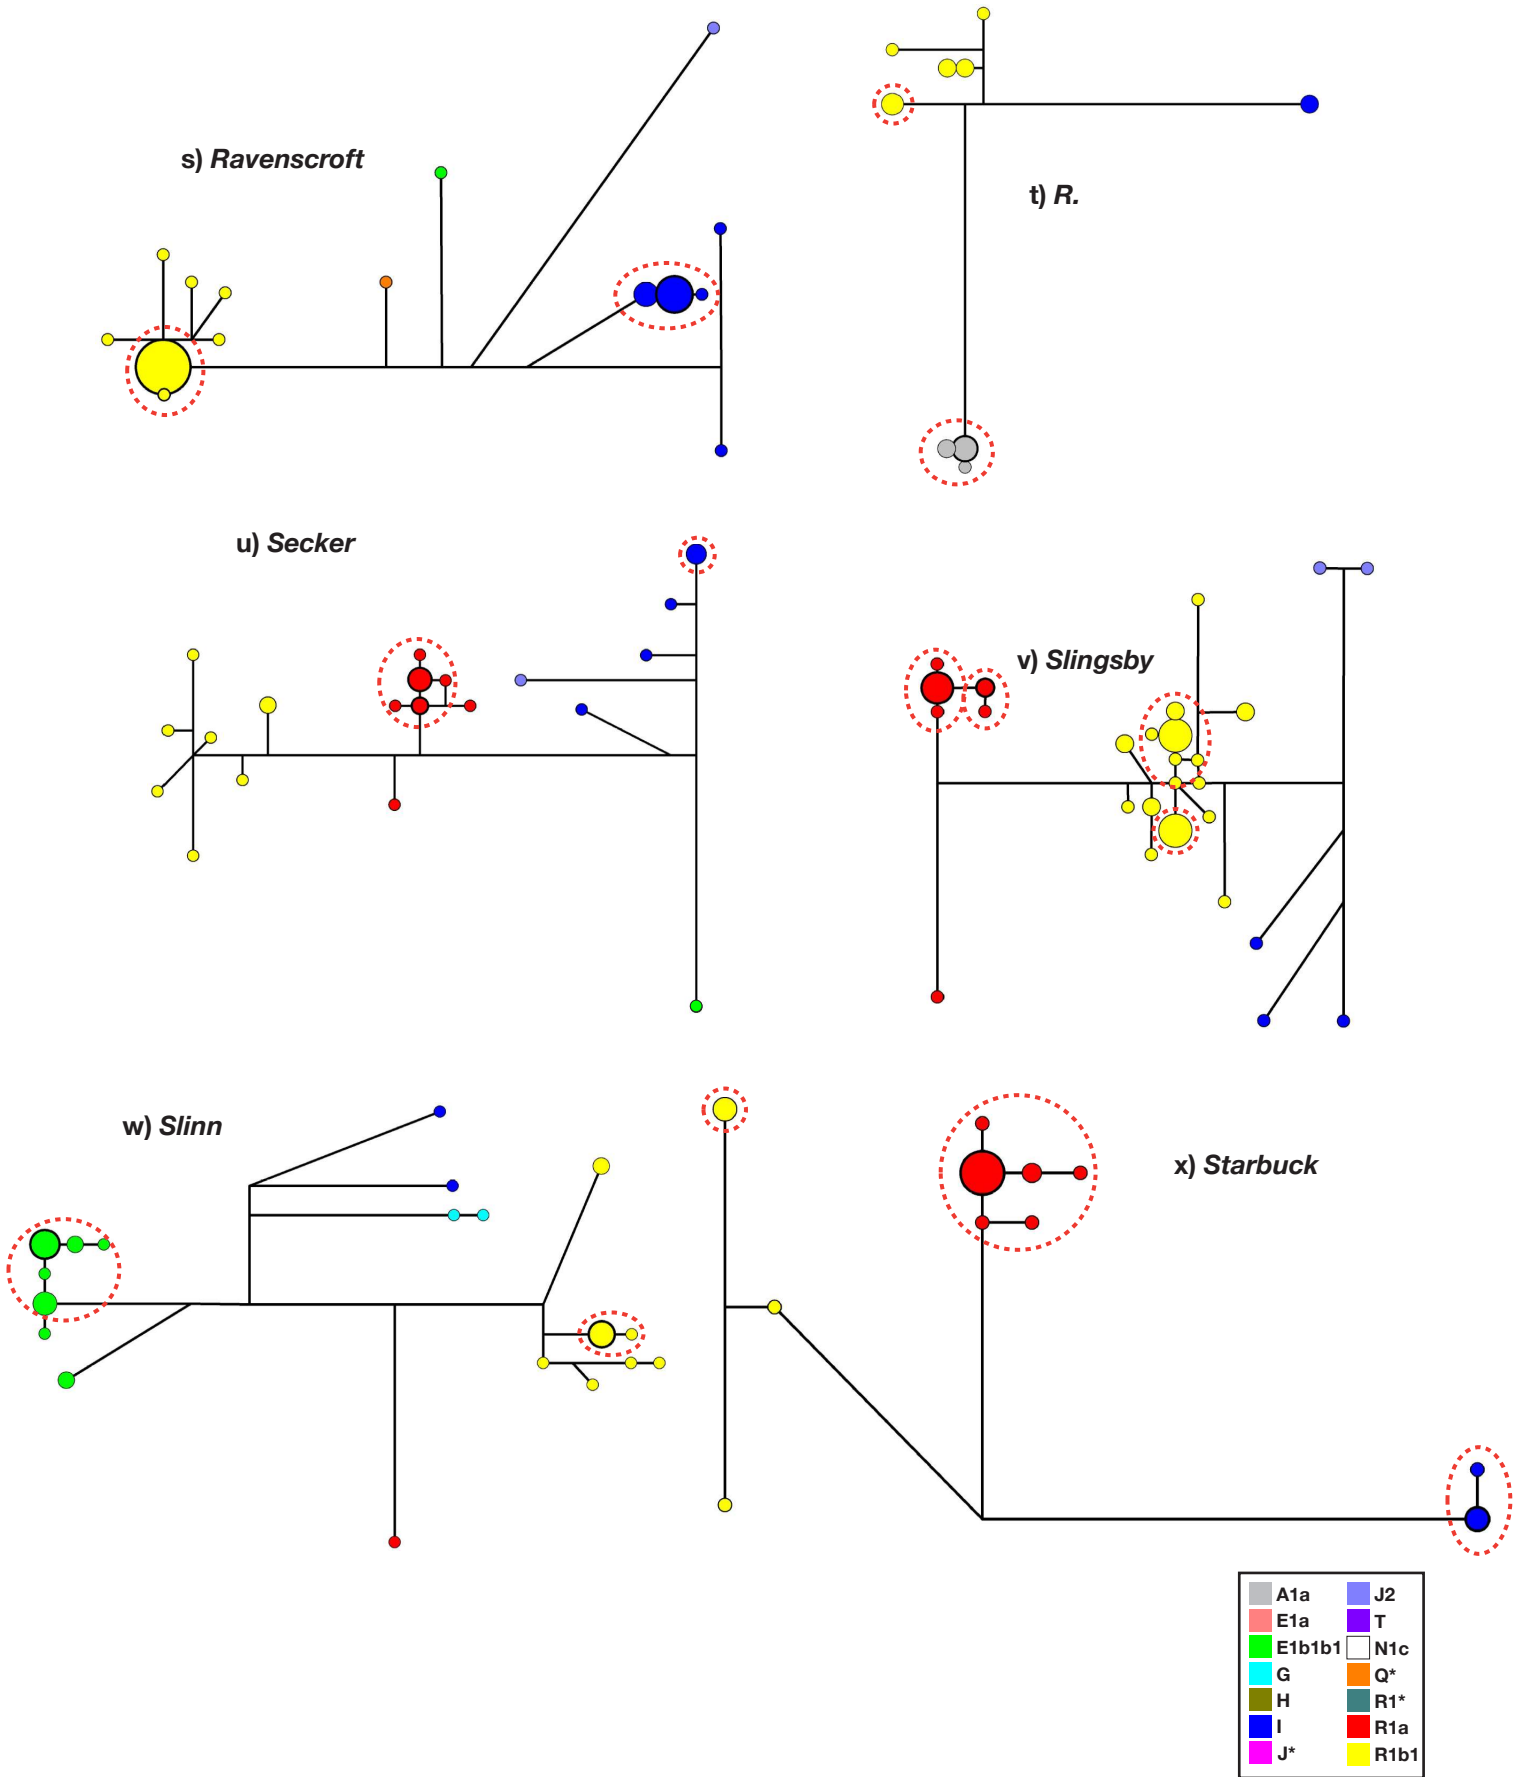 s) Ravenscroft
t) R.
u) Secker
v) Slingsby
w) Slinn
x) Starbuck
A1a
E1a
E1b1b1
G
H
I
J*
J2
T
N1c
Q*
R1*
R1a
R1b1